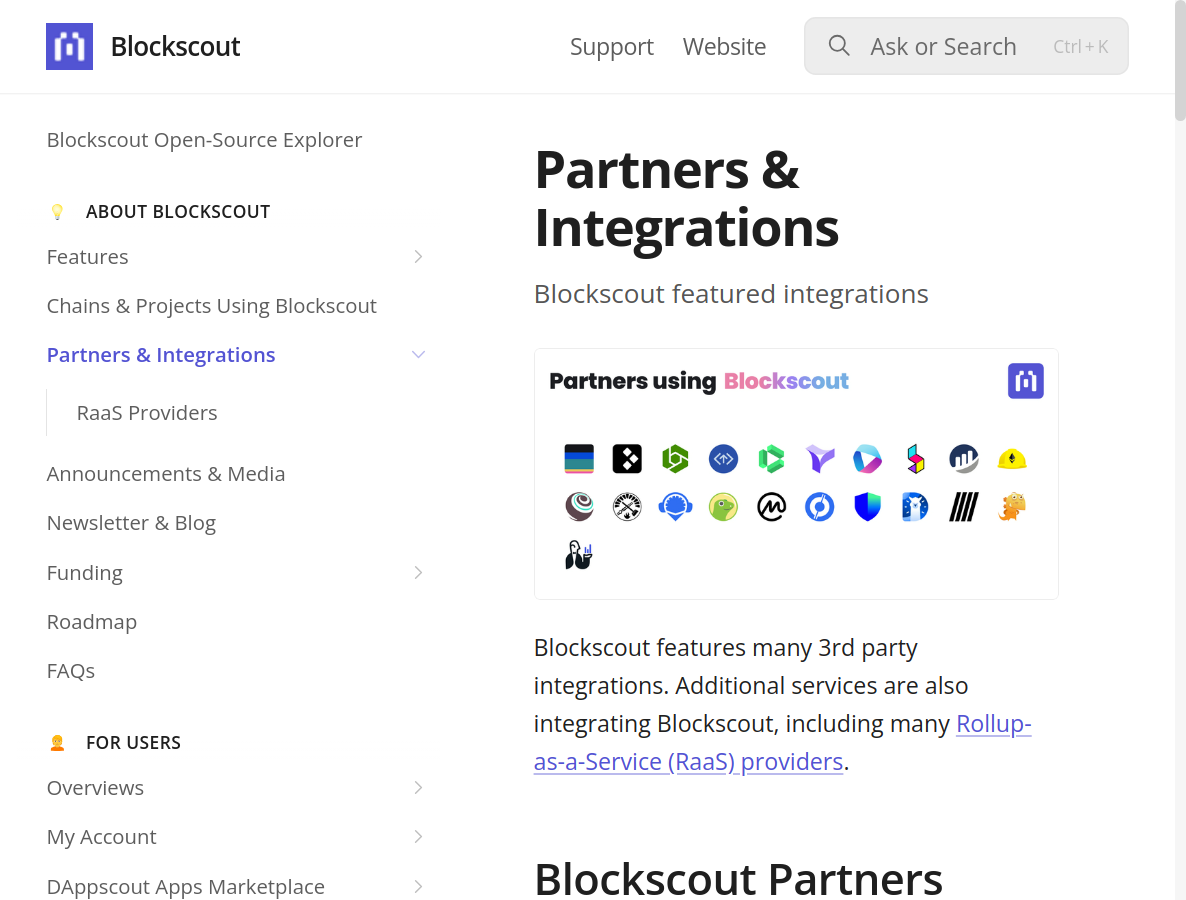 Blockscout
Support
Website
Ask or Search
Ctrl + K
Blockscout Open-Source Explorer
ABOUT BLOCKSCOUT
Features
Chains & Projects Using Blockscout
Partners & Integrations
RaaS Providers
Announcements & Media
Newsletter & Blog
Funding
Roadmap
FAQs
FOR USERS
Overviews
My Account
DAppscout Apps Marketplace
Partners &
Integrations
Blockscout featured integrations
Partners using Blockscout
Blockscout features many 3rd party
integrations. Additional services are also
integrating Blockscout, including many Rollup-
as-a-Service (RaaS) providers.
Blockscout Partners